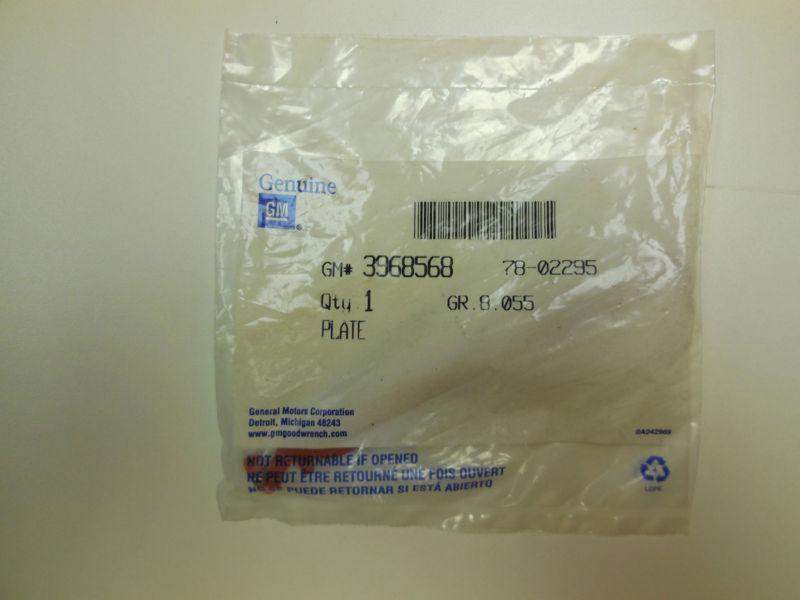 Genuine
GM
GM# 3968568 78-02295
Qty 1 GR.8.055
PLATE
General Motors Corporation
Detroit, Michigan 48243
www.gmgoodwrench.com
0A042969
NOT RETURNABLE IF OPENED
NE PEUT ÊTRE RETOURNÉ UNE FOIS OUVERT
NO SE PUEDE RETORNAR SI ESTÁ ABIERTO
LDPE